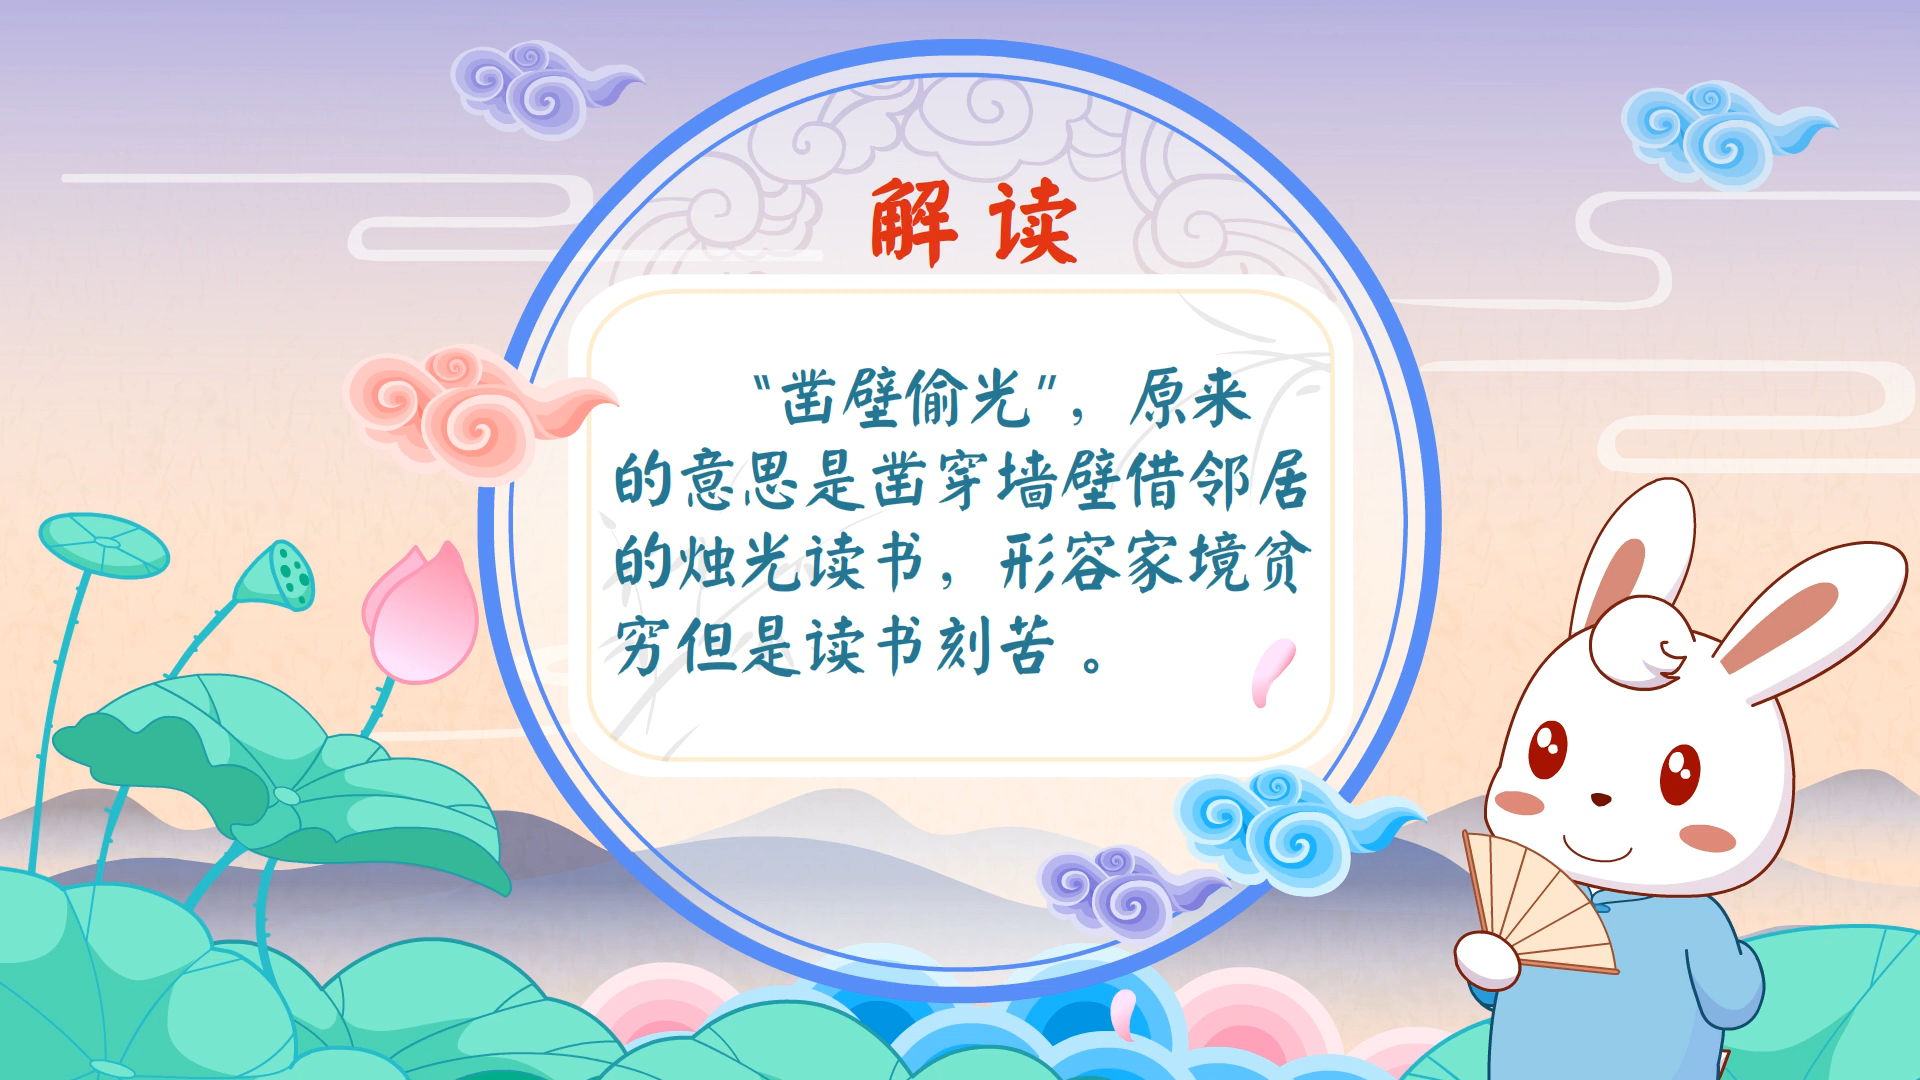 解读
“凿壁偷光”，原来
的意思是凿穿墙壁借邻居
的烛光读书，形容家境贫
穷但是读书刻苦。